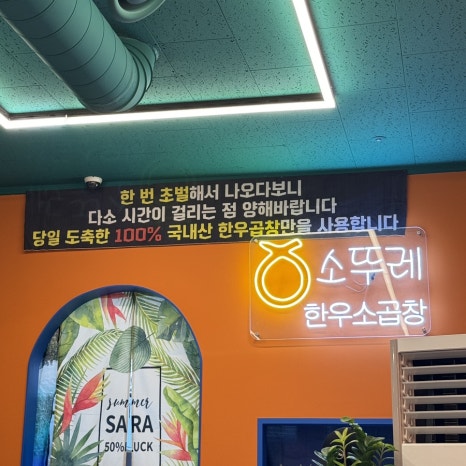 한 번 초벌해서 나오다보니
다소 시간이 걸리는 점 양해바랍니다
당일 도축한 100% 국내산 한우곱창만을 사용합니다
소뚜레
한우소곱창
summer
SARA
50% LUCK